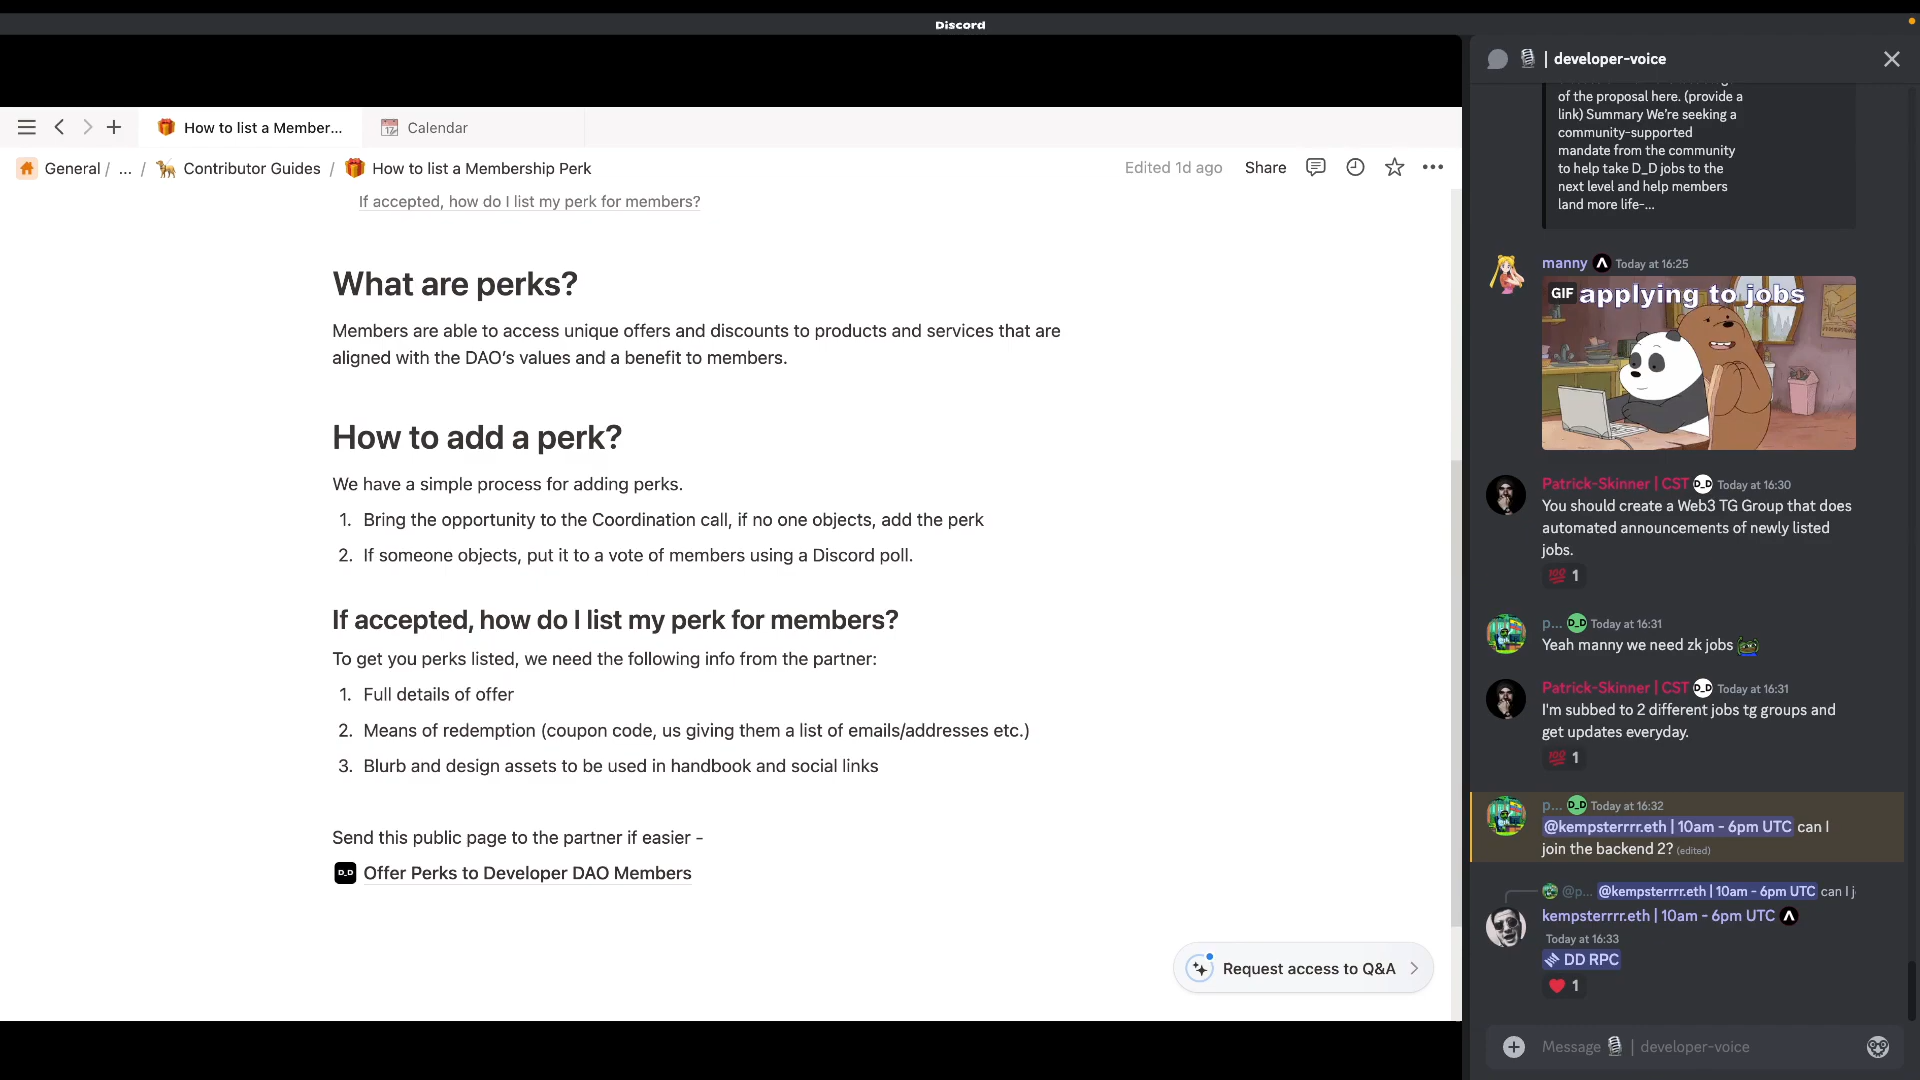 Discord
How to list a Member...
Calendar
General / ... / Contributor Guides / How to list a Membership Perk
Edited 1d ago
Share
If accepted, how do I list my perk for members?
What are perks?
Members are able to access unique offers and discounts to products and services that are
aligned with the DAO’s values and a benefit to members.
How to add a perk?
We have a simple process for adding perks.
1. Bring the opportunity to the Coordination call, if no one objects, add the perk
2. If someone objects, put it to a vote of members using a Discord poll.
If accepted, how do I list my perk for members?
To get you perks listed, we need the following info from the partner:
1. Full details of offer
2. Means of redemption (coupon code, us giving them a list of emails/addresses etc.)
3. Blurb and design assets to be used in handbook and social links
Send this public page to the partner if easier -
D_D Offer Perks to Developer DAO Members
Request access to Q&A
| developer-voice
of the proposal here. (provide a
link) Summary We're seeking a
community-supported
mandate from the community
to help take D_D jobs to the
next level and help members
land more life-...
manny Today at 16:25
GIF applying to jobs
Patrick-Skinner | CST D_D Today at 16:30
You should create a Web3 TG Group that does
automated announcements of newly listed
jobs.
100 1
p... D_D Today at 16:31
Yeah manny we need zk jobs
Patrick-Skinner | CST D_D Today at 16:31
I'm subbed to 2 different jobs tg groups and
get updates everyday.
100 1
p... D_D Today at 16:32
@kempsterrrr.eth | 10am - 6pm UTC can I
join the backend 2? (edited)
@p... @kempsterrrr.eth | 10am - 6pm UTC can I j
kempsterrrr.eth | 10am - 6pm UTC
Today at 16:33
DD RPC
1
Message | developer-voice